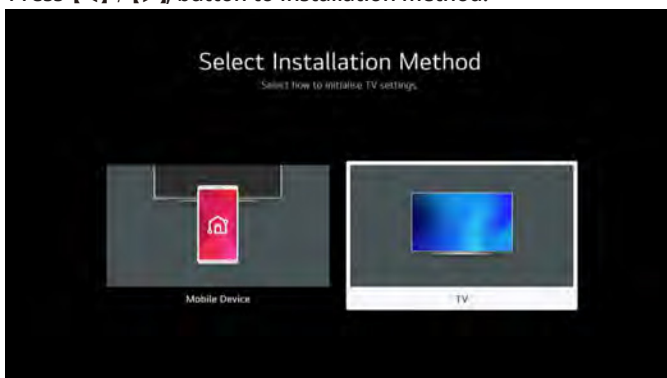 Press【<】/【>】button to installation method.
Select Installation Method
Select how to initialise TV settings.
Mobile Device
TV